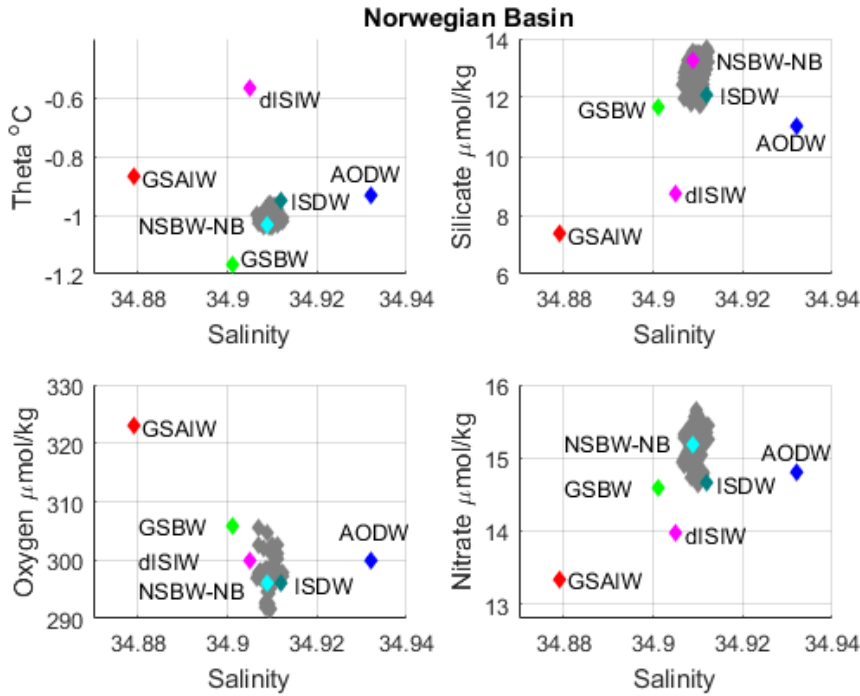 Norwegian Basin
Theta °C
-0.6
-0.8
-1
-1.2
dISIW
GSAIW
AODW
ISDW
NSBW-NB
GSBW
34.88 34.9 34.92 34.94
Salinity
Silicate μmol/kg
14
12
10
8
6
NSBW-NB
ISDW
GSBW
AODW
dISIW
GSAIW
34.88 34.9 34.92 34.94
Salinity
Oxygen μmol/kg
330
320
310
300
290
GSAIW
GSBW
AODW
dISIW
NSBW-NB
ISDW
34.88 34.9 34.92 34.94
Salinity
Nitrate μmol/kg
16
15
14
13
NSBW-NB
AODW
GSBW
ISDW
dISIW
GSAIW
34.88 34.9 34.92 34.94
Salinity